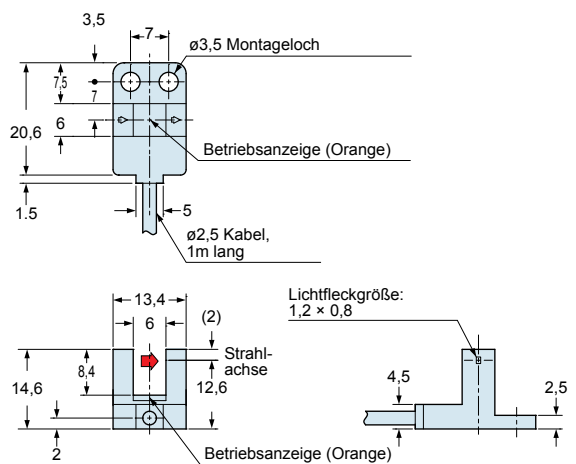 3,5
7
ø3,5 Montageloch
7,5
7
20,6
6
Betriebsanzeige (Orange)
1.5
5
ø2,5 Kabel,
1m lang
13,4
6
(2)
Strahl-
achse
8,4
14,6
12,6
2
Betriebsanzeige (Orange)
Lichtfleckgröße:
1,2 × 0,8
4,5
2,5